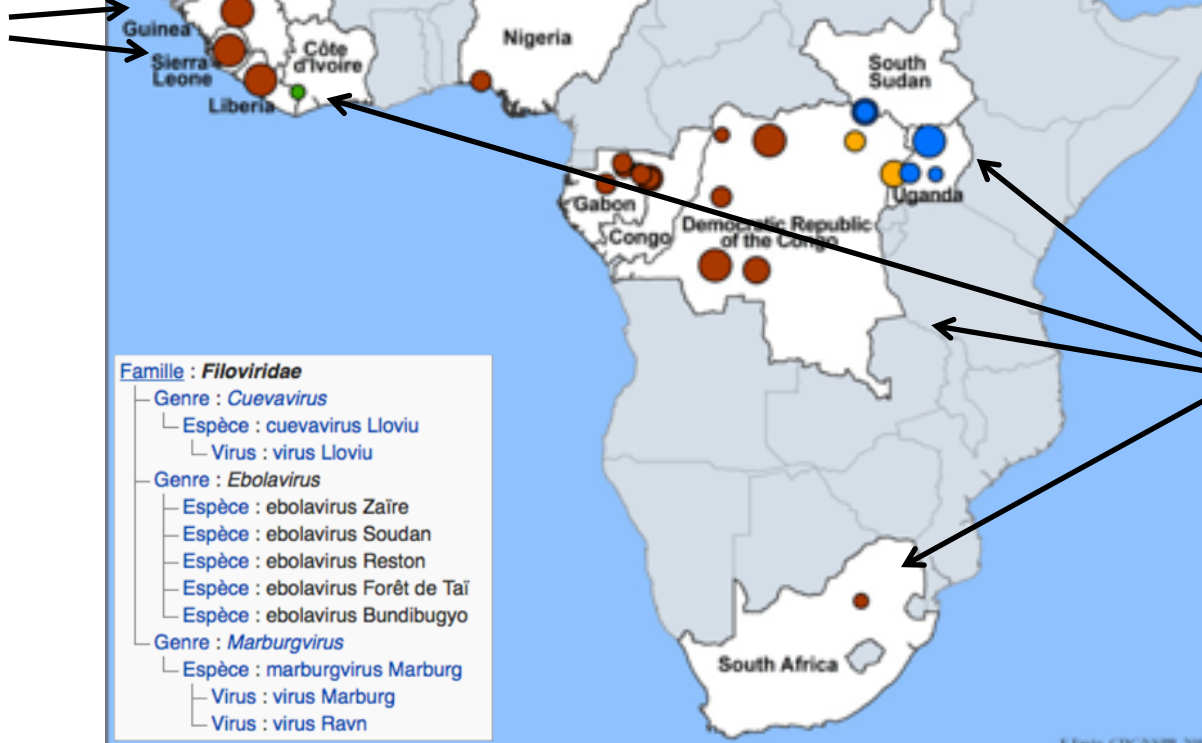 Guinea
Sierra
Leone
Liberia
Côte
d'Ivoire
Nigeria
South
Sudan
Uganda
Gabon
Congo
Democratic Republic
of the Congo
South Africa
Famille : Filoviridae
Genre : Cuevavirus
Espèce : cuevavirus Lloviu
Virus : virus Lloviu
Genre : Ebolavirus
Espèce : ebolavirus Zaïre
Espèce : ebolavirus Soudan
Espèce : ebolavirus Reston
Espèce : ebolavirus Forêt de Taï
Espèce : ebolavirus Bundibugyo
Genre : Marburgvirus
Espèce : marburgvirus Marburg
Virus : virus Marburg
Virus : virus Ravn